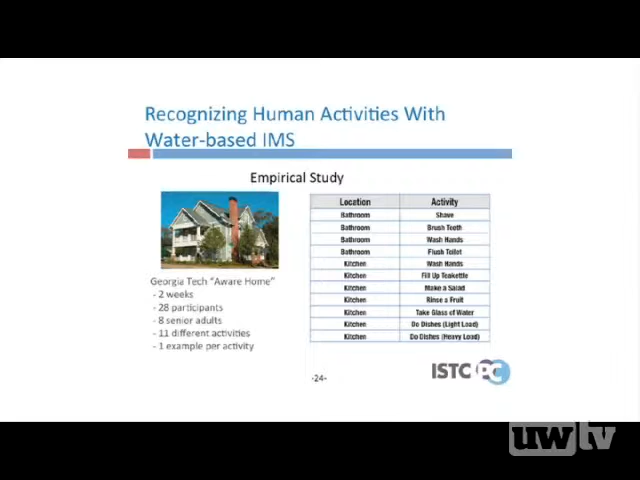 Recognizing Human Activities With
Water-based IMS
Empirical Study
Georgia Tech “Aware Home”
- 2 weeks
- 28 participants
- 8 senior adults
- 11 different activities
- 1 example per activity
Location Activity
Bathroom Shave
Bathroom Brush Teeth
Bathroom Wash Hands
Bathroom Flush Toilet
Kitchen Wash Hands
Kitchen Fill Up Teakettle
Kitchen Make a Salad
Kitchen Rinse a Fruit
Kitchen Take Glass of Water
Kitchen Do Dishes (Light Load)
Kitchen Do Dishes (Heavy Load)
-24-
ISTC PC
uwtv